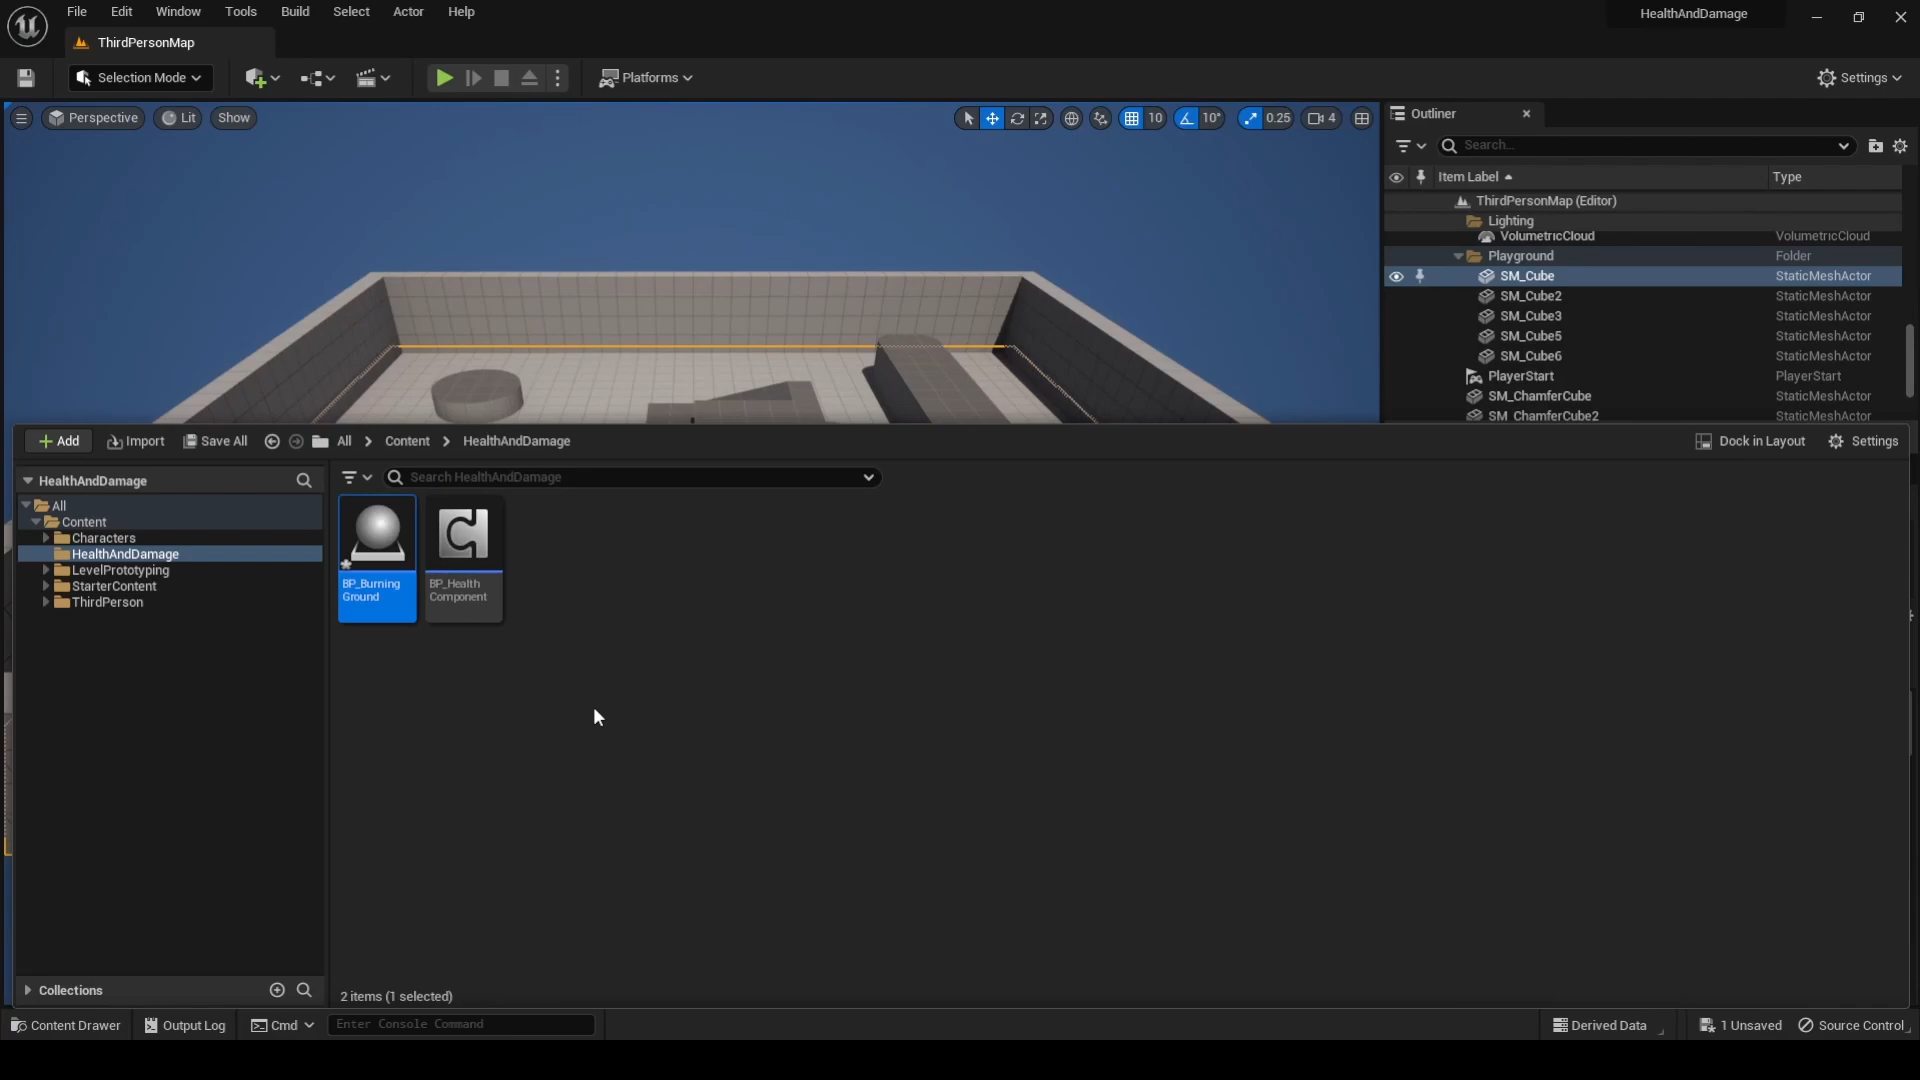 File Edit Window Tools Build Select Actor Help
HealthAndDamage
ThirdPersonMap
Selection Mode
Platforms
Settings
Perspective Lit Show
10 10° 0.25 4
Outliner
Search...
Item Label Type
ThirdPersonMap (Editor)
Lighting
VolumetricCloud VolumetricCloud
Playground Folder
SM_Cube StaticMeshActor
SM_Cube2 StaticMeshActor
SM_Cube3 StaticMeshActor
SM_Cube5 StaticMeshActor
SM_Cube6 StaticMeshActor
PlayerStart PlayerStart
SM_ChamferCube StaticMeshActor
SM_ChamferCube2 StaticMeshActor
Add Import Save All All Content HealthAndDamage Dock in Layout Settings
HealthAndDamage
Search HealthAndDamage
All
Content
Characters
HealthAndDamage
LevelPrototyping
StarterContent
ThirdPerson
BP_Burning
Ground
BP_Health
Component
Collections
2 items (1 selected)
Content Drawer Output Log Cmd Enter Console Command Derived Data 1 Unsaved Source Control